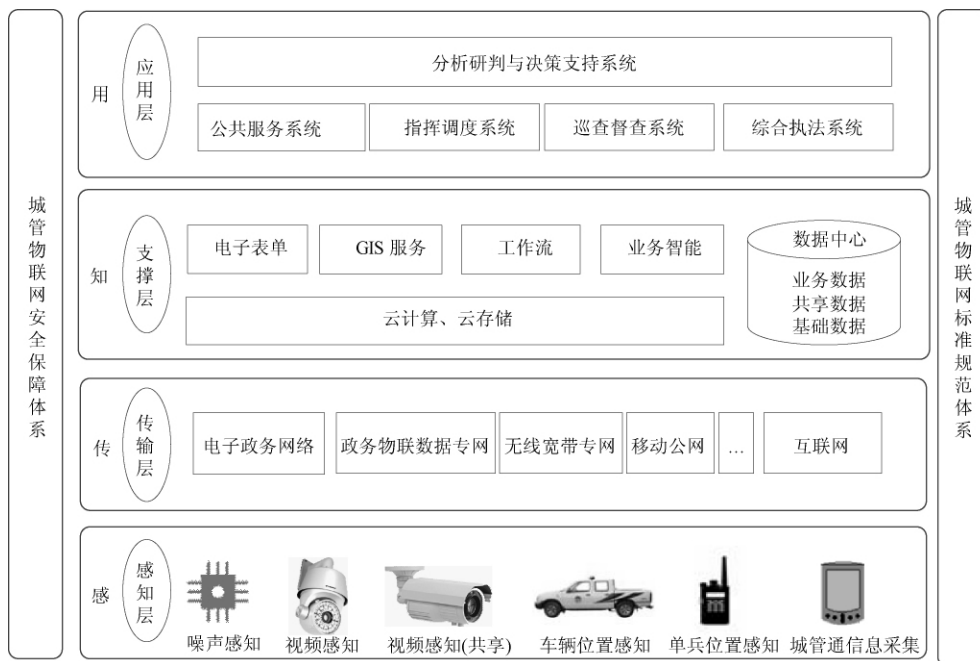 城管物联网安全保障体系
用
应用层
分析研判与决策支持系统
公共服务系统
指挥调度系统
巡查督查系统
综合执法系统
知
支撑层
电子表单
GIS 服务
工作流
业务智能
云计算、云存储
数据中心
业务数据
共享数据
基础数据
传
传输层
电子政务网络
政务物联数据专网
无线宽带专网
移动公网
…
互联网
感
感知层
噪声感知
视频感知
视频感知(共享)
车辆位置感知
单兵位置感知
城管通信息采集
城管物联网标准规范体系